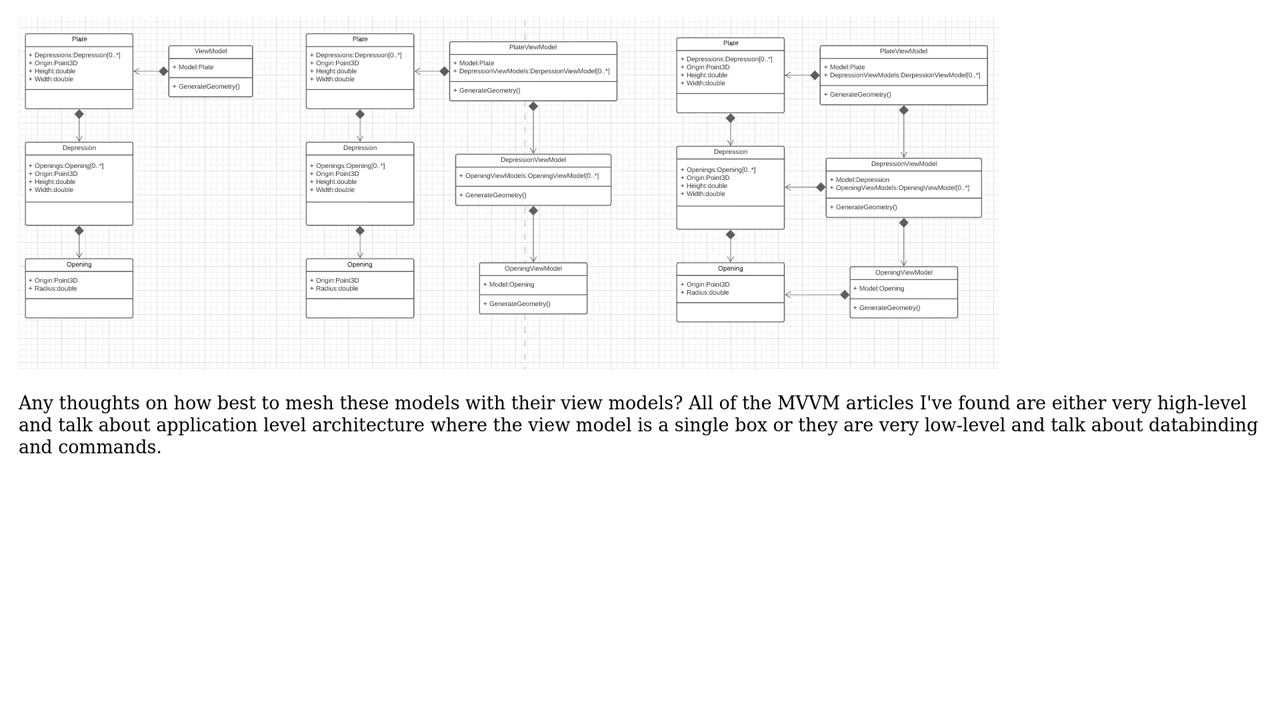 Plate
+ Depressions:Depression[0..*]
+ Origin:Point3D
+ Height:double
+ Width:double
ViewModel
+ Model:Plate
+ GenerateGeometry()
Depression
+ Openings:Opening[0..*]
+ Origin:Point3D
+ Height:double
+ Width:double
Opening
+ Origin:Point3D
+ Radius:double
Plate
+ Depressions:Depression[0..*]
+ Origin:Point3D
+ Height:double
+ Width:double
PlateViewModel
+ Model:Plate
+ DepressionViewModels:DerpessionViewModel[0..*]
+ GenerateGeometry()
Depression
+ Openings:Opening[0..*]
+ Origin:Point3D
+ Height:double
+ Width:double
DepressionViewModel
+ OpeningViewModels:OpeningViewModel[0..*]
+ GenerateGeometry()
Opening
+ Origin:Point3D
+ Radius:double
OpeningViewModel
+ Model:Opening
+ GenerateGeometry()
Plate
+ Depressions:Depression[0..*]
+ Origin:Point3D
+ Height:double
+ Width:double
PlateViewModel
+ Model:Plate
+ DepressionViewModels:DerpessionViewModel[0..*]
+ GenerateGeometry()
Depression
+ Openings:Opening[0..*]
+ Origin:Point3D
+ Height:double
+ Width:double
DepressionViewModel
+ Model:Depression
+ OpeningViewModels:OpeningViewModel[0..*]
+ GenerateGeometry()
Opening
+ Origin:Point3D
+ Radius:double
OpeningViewModel
+ Model:Opening
+ GenerateGeometry()
Any thoughts on how best to mesh these models with their view models? All of the MVVM articles I've found are either very high-level
and talk about application level architecture where the view model is a single box or they are very low-level and talk about databinding
and commands.